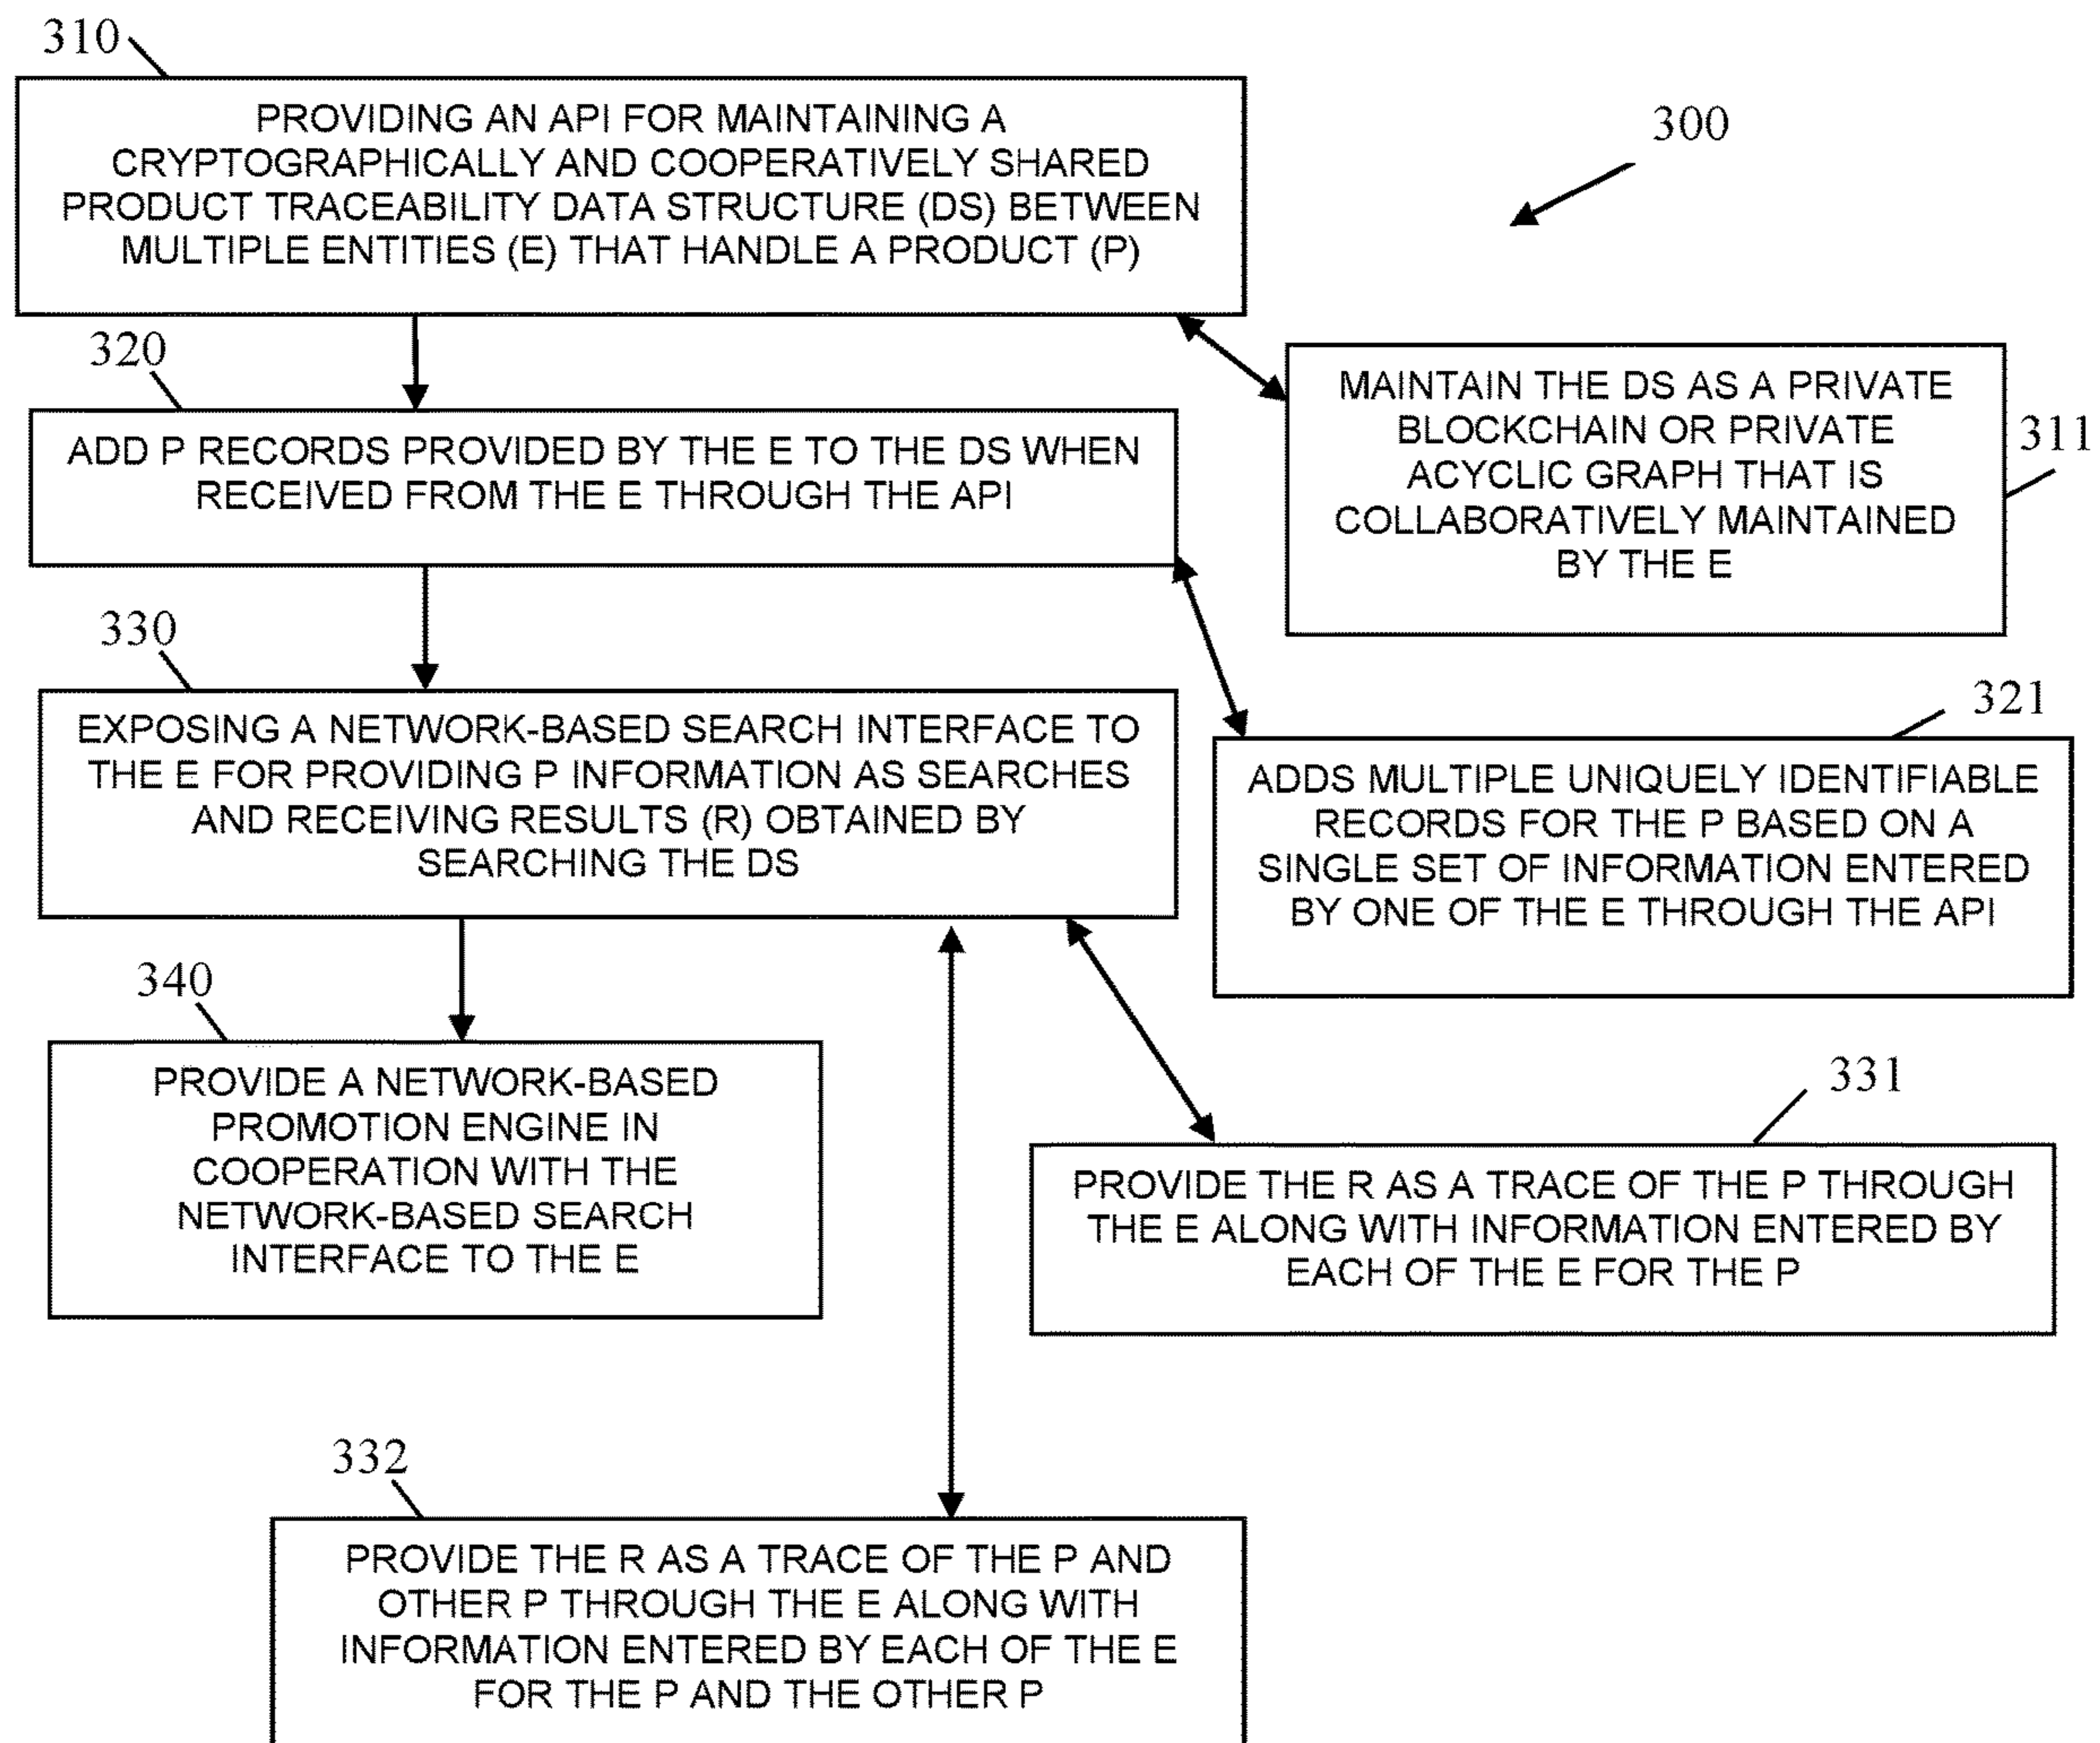 310
PROVIDING AN API FOR MAINTAINING A
CRYPTOGRAPHICALLY AND COOPERATIVELY SHARED
PRODUCT TRACEABILITY DATA STRUCTURE (DS) BETWEEN
MULTIPLE ENTITIES (E) THAT HANDLE A PRODUCT (P)
300
320
ADD P RECORDS PROVIDED BY THE E TO THE DS WHEN
RECEIVED FROM THE E THROUGH THE API
MAINTAIN THE DS AS A PRIVATE
BLOCKCHAIN OR PRIVATE
ACYCLIC GRAPH THAT IS
COLLABORATIVELY MAINTAINED
BY THE E
311
330
EXPOSING A NETWORK-BASED SEARCH INTERFACE TO
THE E FOR PROVIDING P INFORMATION AS SEARCHES
AND RECEIVING RESULTS (R) OBTAINED BY
SEARCHING THE DS
321
ADDS MULTIPLE UNIQUELY IDENTIFIABLE
RECORDS FOR THE P BASED ON A
SINGLE SET OF INFORMATION ENTERED
BY ONE OF THE E THROUGH THE API
340
PROVIDE A NETWORK-BASED
PROMOTION ENGINE IN
COOPERATION WITH THE
NETWORK-BASED SEARCH
INTERFACE TO THE E
331
PROVIDE THE R AS A TRACE OF THE P THROUGH
THE E ALONG WITH INFORMATION ENTERED BY
EACH OF THE E FOR THE P
332
PROVIDE THE R AS A TRACE OF THE P AND
OTHER P THROUGH THE E ALONG WITH
INFORMATION ENTERED BY EACH OF THE E
FOR THE P AND THE OTHER P